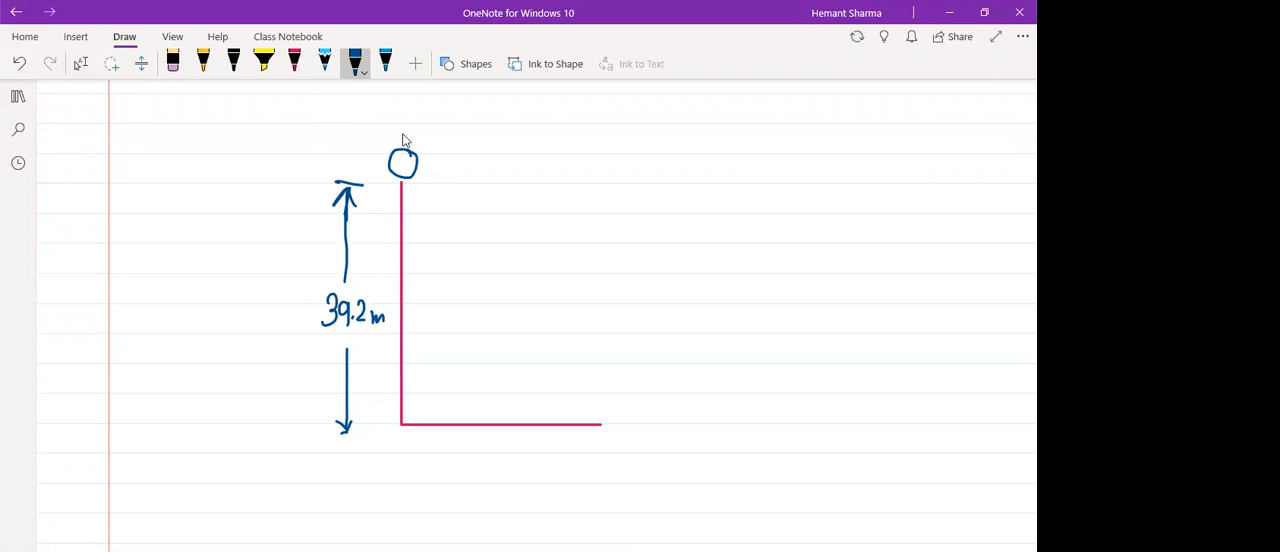 OneNote for Windows 10
Hemant Sharma
Home Insert Draw View Help Class Notebook
Share
Shapes Ink to Shape Ink to Text
39.2m